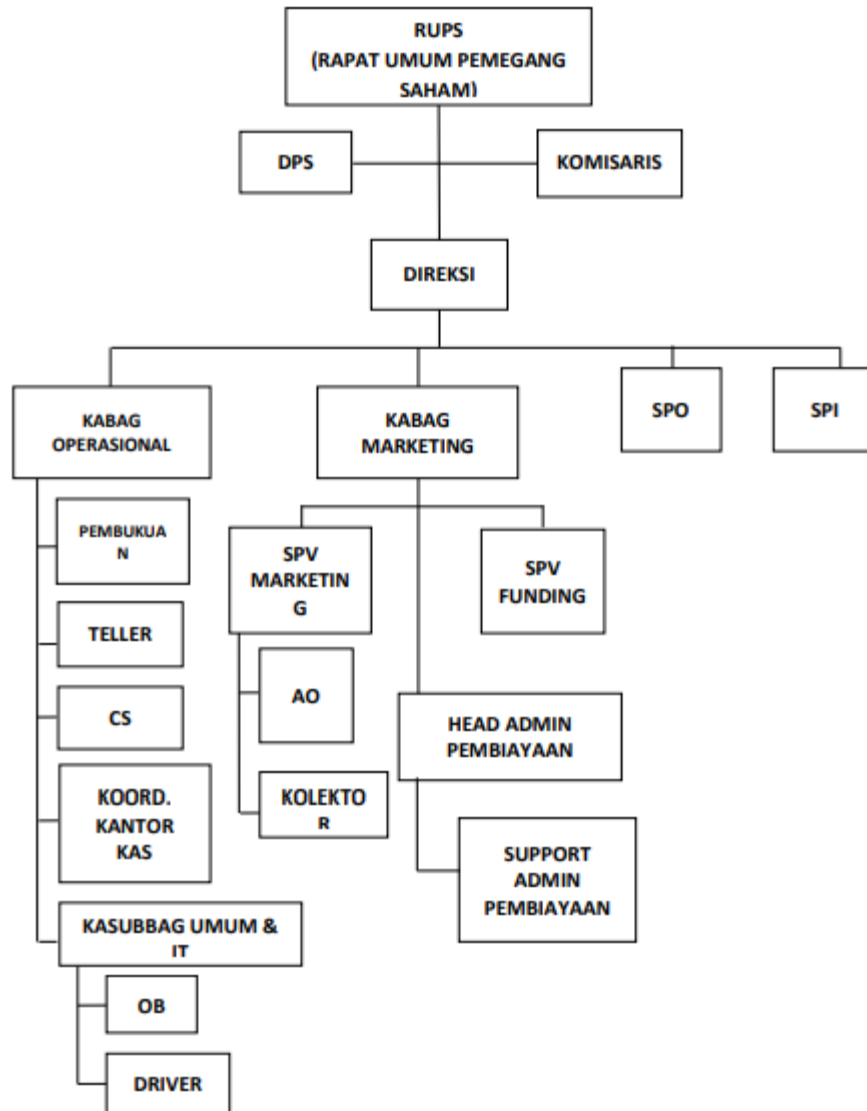 RUPS
(RAPAT UMUM PEMEGANG
SAHAM)
DPS
KOMISARIS
DIREKSI
KABAG
OPERASIONAL
KABAG
MARKETING
SPO
SPI
PEMBUKUA
N
TELLER
CS
KOORD.
KANTOR
KAS
KASUBBAG UMUM &
IT
OB
DRIVER
SPV
MARKETIN
G
SPV
FUNDING
AO
KOLEKTO
R
HEAD ADMIN
PEMBIAYAAN
SUPPORT
ADMIN
PEMBIAYAAN